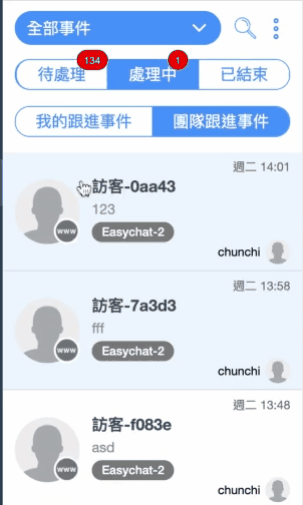 全部事件
134
1
待處理
處理中
已結束
我的跟進事件
團隊跟進事件
週二 14:01
訪客-0aa43
123
www
Easychat-2
chunchi
週二 13:58
訪客-7a3d3
fff
www
Easychat-2
chunchi
週二 13:48
訪客-f083e
asd
www
Easychat-2
chunchi